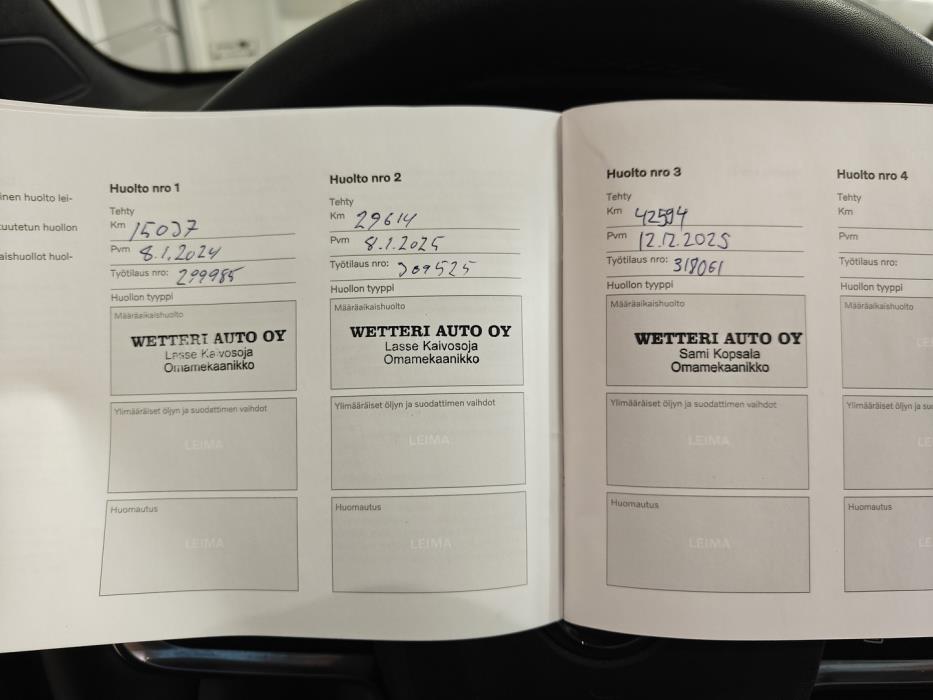 inen huolto lei-
tuutetun huollon
aishuollot huol-
Huolto nro 1
Tehty
Km 15037
Pvm 8.1.2024
Työtilaus nro: 299985
Huollon tyyppi
Määräaikaishuolto
WETTERI AUTO OY
Lasse Kaivosoja
Omamekaanikko
Ylimääräiset öljyn ja suodattimen vaihdot
LEIMA
Huomautus
LEIMA
Huolto nro 2
Tehty
Km 29614
Pvm 8.1.2025
Työtilaus nro: 309525
Huollon tyyppi
Määräaikaishuolto
WETTERI AUTO OY
Lasse Kaivosoja
Omamekaanikko
Ylimääräiset öljyn ja suodattimen vaihdot
LEIMA
Huomautus
LEIMA
Huolto nro 3
Tehty
Km 42594
Pvm 12.12.2025
Työtilaus nro: 318061
Huollon tyyppi
Määräaikaishuolto
WETTERI AUTO OY
Sami Kopsala
Omamekaanikko
Ylimääräiset öljyn ja suodattimen vaihdot
LEIMA
Huomautus
LEIMA
Huolto nro 4
Tehty
Km
Pvm
Työtilaus nro:
Huollon tyyppi
Määräaikaishuolto
LE
Ylimääräiset öljyn ja su
LE
Huomautus
LE